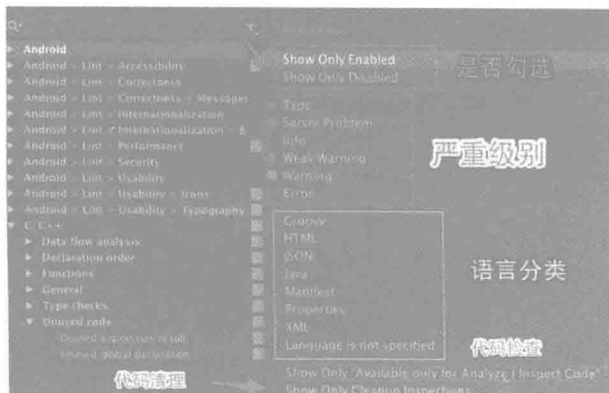 Android
Android > Lint > Accessibility
Android > Lint > Correctness
Android > Lint > Correctness > Messages
Android > Lint > Internationalization
Android > Lint > Internationalization > B
Android > Lint > Performance
Android > Lint > Security
Android > Lint > Usability
Android > Lint > Usability > Icons
Android > Lint > Usability > Typography
C/C++
Data flow analysis
Declaration order
Functions
General
Type checks
Unused code
Unused expression result
Unused global declaration
代码清理
Show Only Enabled
Show Only Disabled
是否勾选
Type
Server Problem
Info
Weak Warning
Warning
Error
严重级别
Groovy
HTML
JSON
Java
Manifest
Properties
XML
Language is not specified
语言分类
代码检查
Show Only "Available only for Analyze | Inspect Code"
Show Only Cleanup Inspections